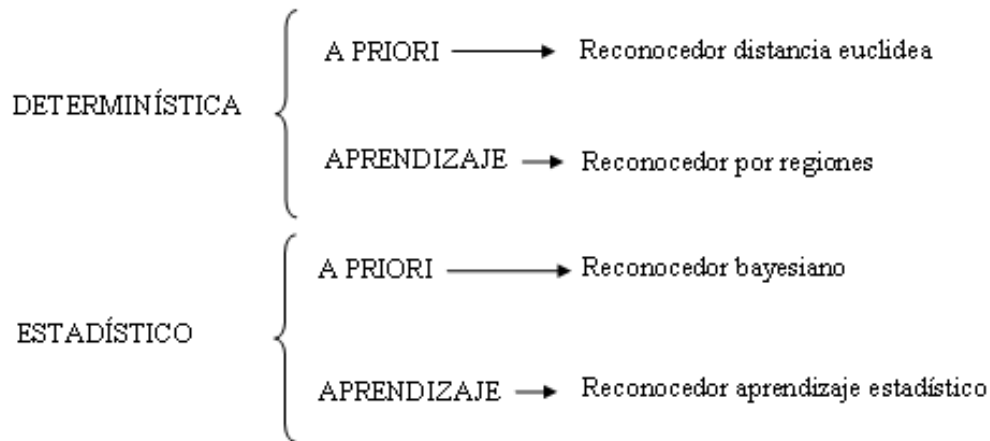 A PRIORI Reconocedor distancia euclidea
DETERMINÍSTICA
APRENDIZAJE Reconocedor por regiones
A PRIORI Reconocedor bayesiano
ESTADÍSTICO
APRENDIZAJE Reconocedor aprendizaje estadístico